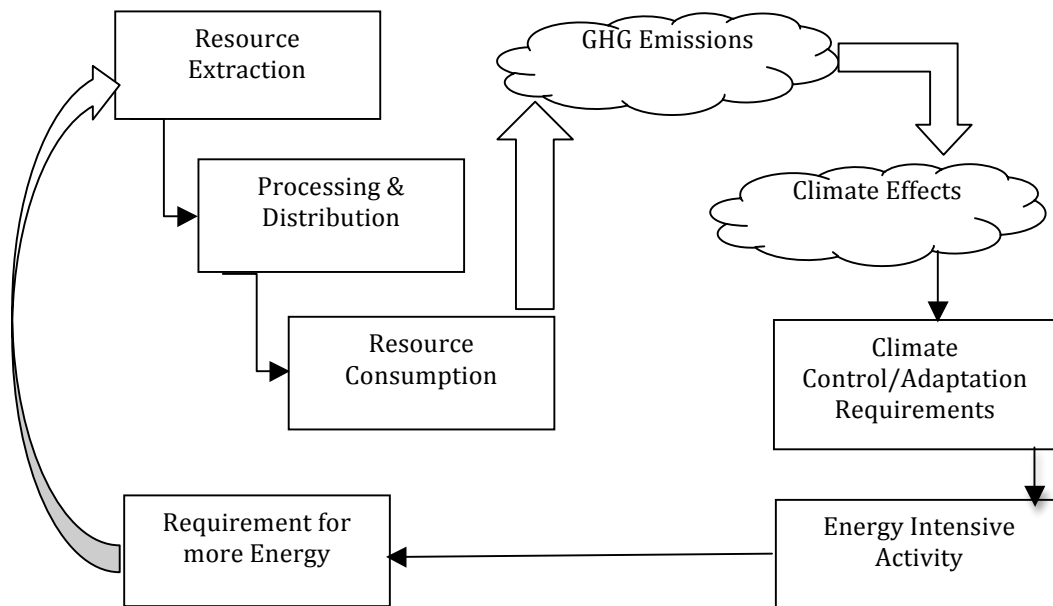 Resource
Extraction
Processing &
Distribution
Resource
Consumption
GHG Emissions
Climate Effects
Climate
Control/Adaptation
Requirements
Energy Intensive
Activity
Requirement for
more Energy